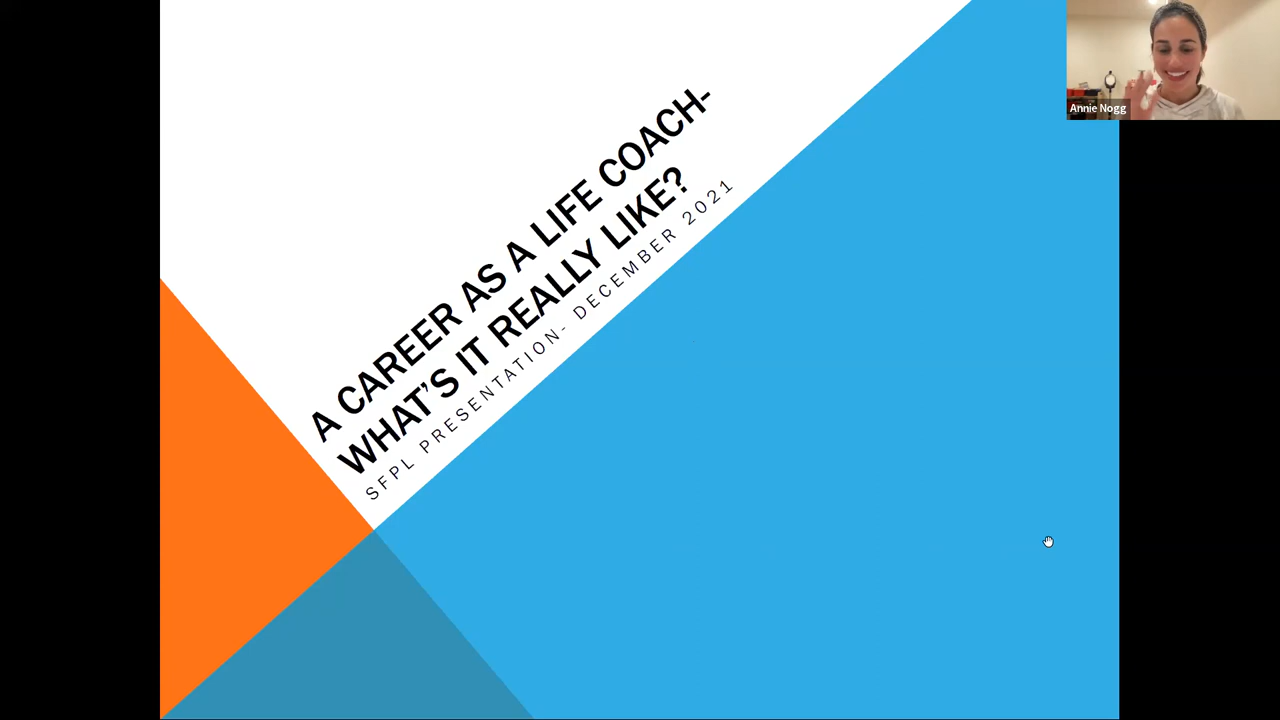 A CAREER AS A LIFE COACH-
WHAT'S IT REALLY LIKE?
SFPL PRESENTATION- DECEMBER 2021
Annie Nogg